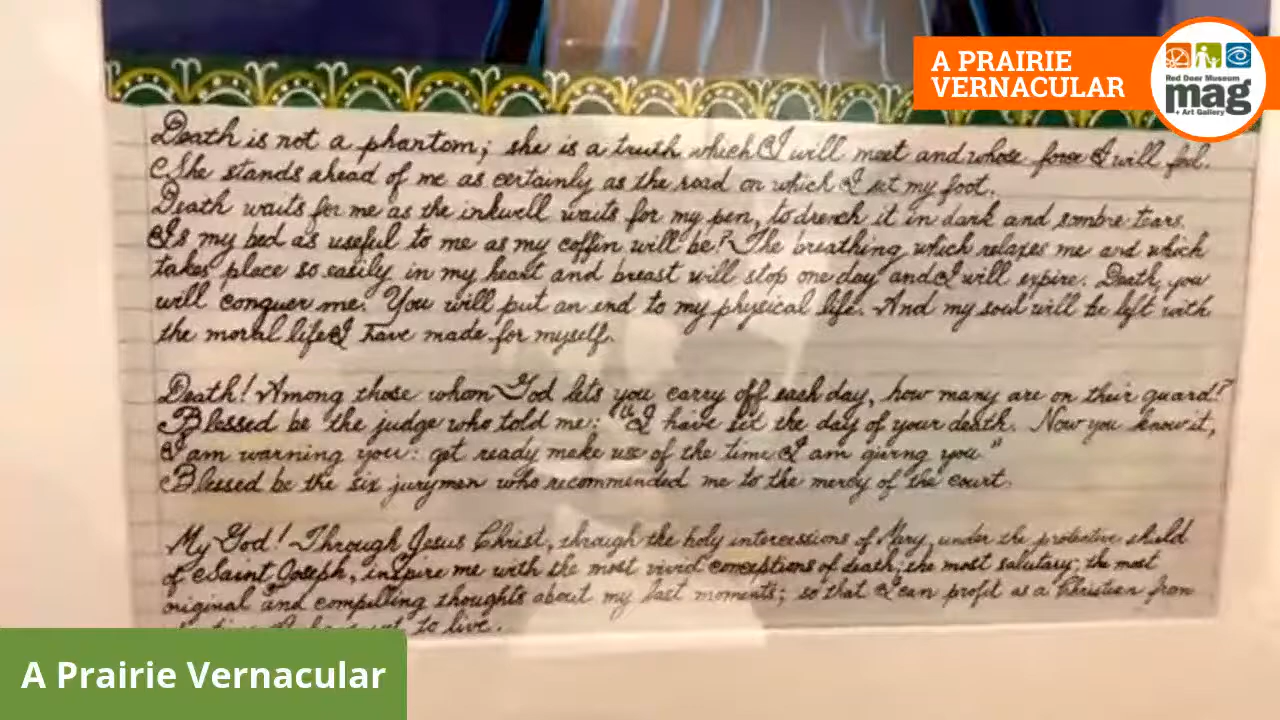 A PRAIRIE
VERNACULAR
Red Deer Museum
mag
+ Art Gallery
Death is not a phantom; she is a truth which I will meet and whose force I will feel.
She stands ahead of me as certainly as the road on which I set my foot.
Death waits for me as the inkwell waits for my pen, to drench it in dark and sombre tears.
Is my bed as useful to me as my coffin will be? The breathing which relaxes me and which
takes place so easily in my heart and breast will stop one day and I will expire. Death, you
will conquer me. You will put an end to my physical life. And my soul will be left with
the moral life I have made for myself.
Death! Among those whom God lets you carry off each day, how many are on their guard!?
Blessed be the judge who told me: "I have set the day of your death. Now you know it,
I am warning you: get ready make use of the time I am giving you"
Blessed be the six jurymen who recommended me to the mercy of the court.
My God! Through Jesus Christ, through the holy intercessions of Mary, under the protective shield
of Saint Joseph, inspire me with the most vivid conceptions of death; the most salutary; the most
original and compelling thoughts about my last moments; so that I can profit as a Christian from
to live.
A Prairie Vernacular